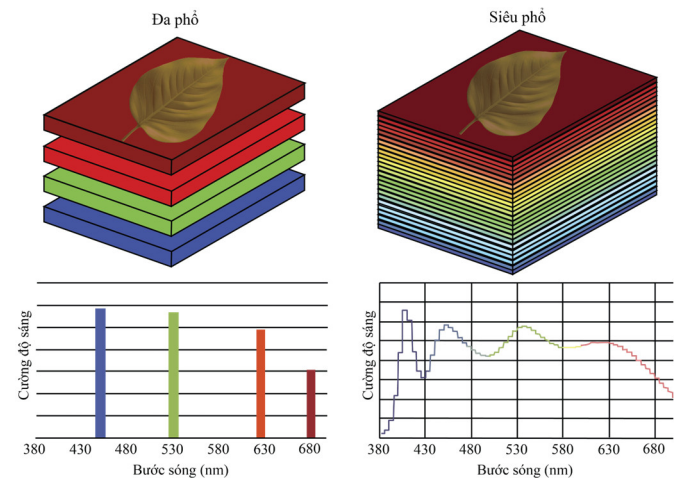 Đa phổ
Siêu phổ
Cường độ sáng
380 430 480 530 580 630 680
Bước sóng (nm)
Cường độ sáng
380 430 480 530 580 630 680
Bước sóng (nm)